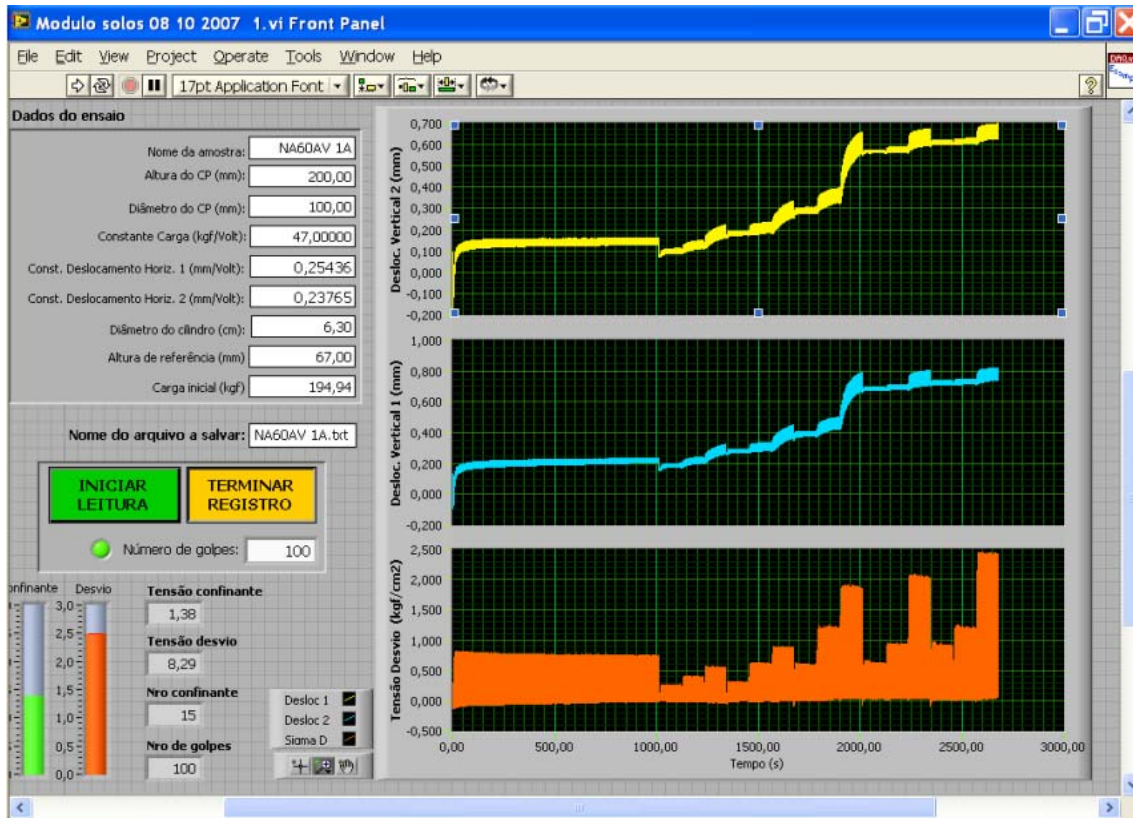 Modulo solos 08 10 2007 1.vi Front Panel
File Edit View Project Operate Tools Window Help
17pt Application Font
?
Dados do ensaio
Nome da amostra: NA60AV 1A
Altura do CP (mm): 200,00
Diâmetro do CP (mm): 100,00
Constante Carga (kgf/Volt): 47,00000
Const. Deslocamento Horiz. 1 (mm/Volt): 0,25436
Const. Deslocamento Horiz. 2 (mm/Volt): 0,23765
Diâmetro do cilindro (cm): 6,30
Altura de referência (mm) 67,00
Carga inicial (kgf) 194,94
Nome do arquivo a salvar: NA60AV 1A.txt
INICIAR
LEITURA
TERMINAR
REGISTRO
Número de golpes: 100
onfinante Desvio
3,0
2,5
2,0
1,5
1,0
0,5
0,0
Tensão confinante
1,38
Tensão desvio
8,29
Nro confinante
15
Nro de golpes
100
Desloc 1
Desloc 2
Sigma D
Desloc. Vertical 2 (mm)
0,700
0,600
0,500
0,400
0,300
0,200
0,100
0,000
-0,100
-0,200
Desloc. Vertical 1 (mm)
1,000
0,800
0,600
0,400
0,200
0,000
-0,200
Tensão Desvio (kgf/cm2)
2,500
2,000
1,500
1,000
0,500
0,000
-0,500
0,00 500,00 1000,00 1500,00 2000,00 2500,00 3000,00
Tempo (s)